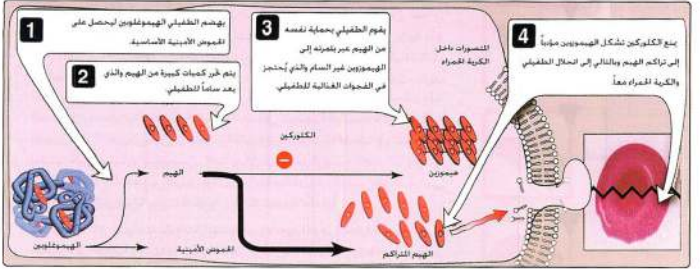 1
يهضم الطفيلي الهيموغلوبين ليحصل على
الحموض الأمينية الأساسية.
2
يتم تحرر كميات كبيرة من الهيم والذي
يعد ساماً للطفيلي.
3
يقوم الطفيلي بحماية نفسه
من الهيم عبر بلمرته إلى
الهيموزوين غير السام والذي يُحتجز
في الفجوات الغذائية للطفيلي.
المتصورات داخل
الكرية الحمراء
4
يمنع الكلوركين تشكل الهيموزوين مؤدياً
إلى تراكم الهيم وبالتالي إلى انحلال الطفيلي
والكرية الحمراء معاً.
الكلوركين
الهيم
هيموزين
الهيموغلوبين
الحموض الأمينية
الهيم المتراكم